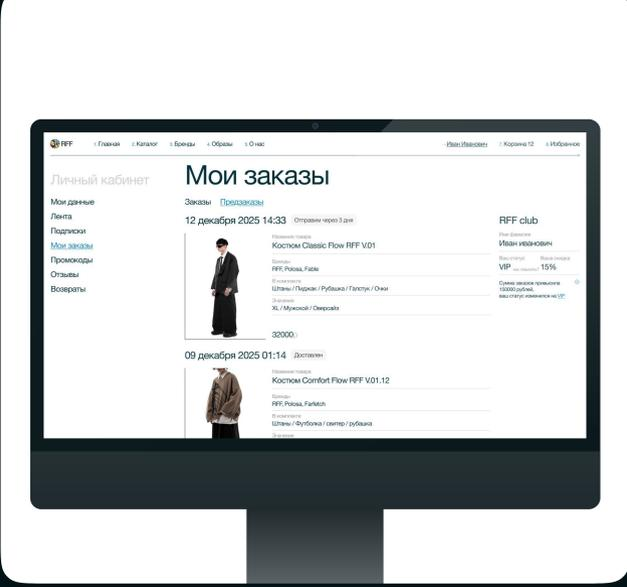 RFF
1. Главная
2. Каталог
3. Бренды
4. Образы
5. О нас
Иван Иванович
7. Корзина 12
8. Избранное
Личный кабинет
Мои данные
Лента
Подписки
Мои заказы
Промокоды
Отзывы
Возвраты
Мои заказы
Заказы Предзаказы
12 декабря 2025 14:33 Отправим через 3 дня
Название товара
Костюм Classic Flow RFF V.01
Бренды
RFF, Polosa, Fable
В комплекте
Штаны / Пиджак / Рубашка / Галстук / Очки
Значение
XL / Мужской / Оверсайз
32000
09 декабря 2025 01:14 Доставлен
Название товара
Костюм Comfort Flow RFF V.01.12
Бренды
RFF, Polosa, Farfetch
В комплекте
Штаны / Футболка / свитер / рубашка
Значение
RFF club
Имя фамилия
Иван иванович
Ваш статус Ваша скидка
VIP 15%
Сумма заказов превысила
150000 рублей,
ваш статус изменился на VIP